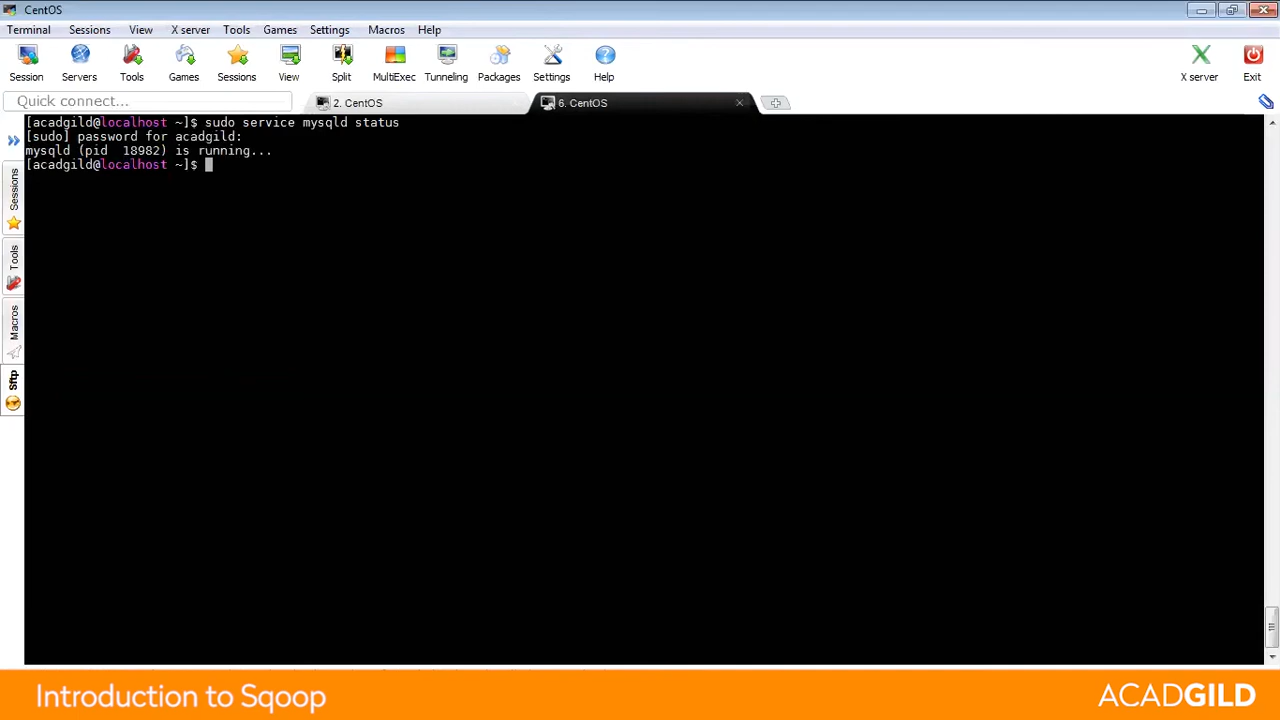 CentOS
Terminal Sessions View X server Tools Games Settings Macros Help
Session Servers Tools Games Sessions View Split MultiExec Tunneling Packages Settings Help X server Exit
Quick connect...
2. CentOS
6. CentOS
[acadgild@localhost ~]$ sudo service mysqld status
[sudo] password for acadgild:
mysqld (pid  18982) is running...
[acadgild@localhost ~]$
Sessions
Tools
Macros
Sftp
Introduction to Sqoop
ACADGILD